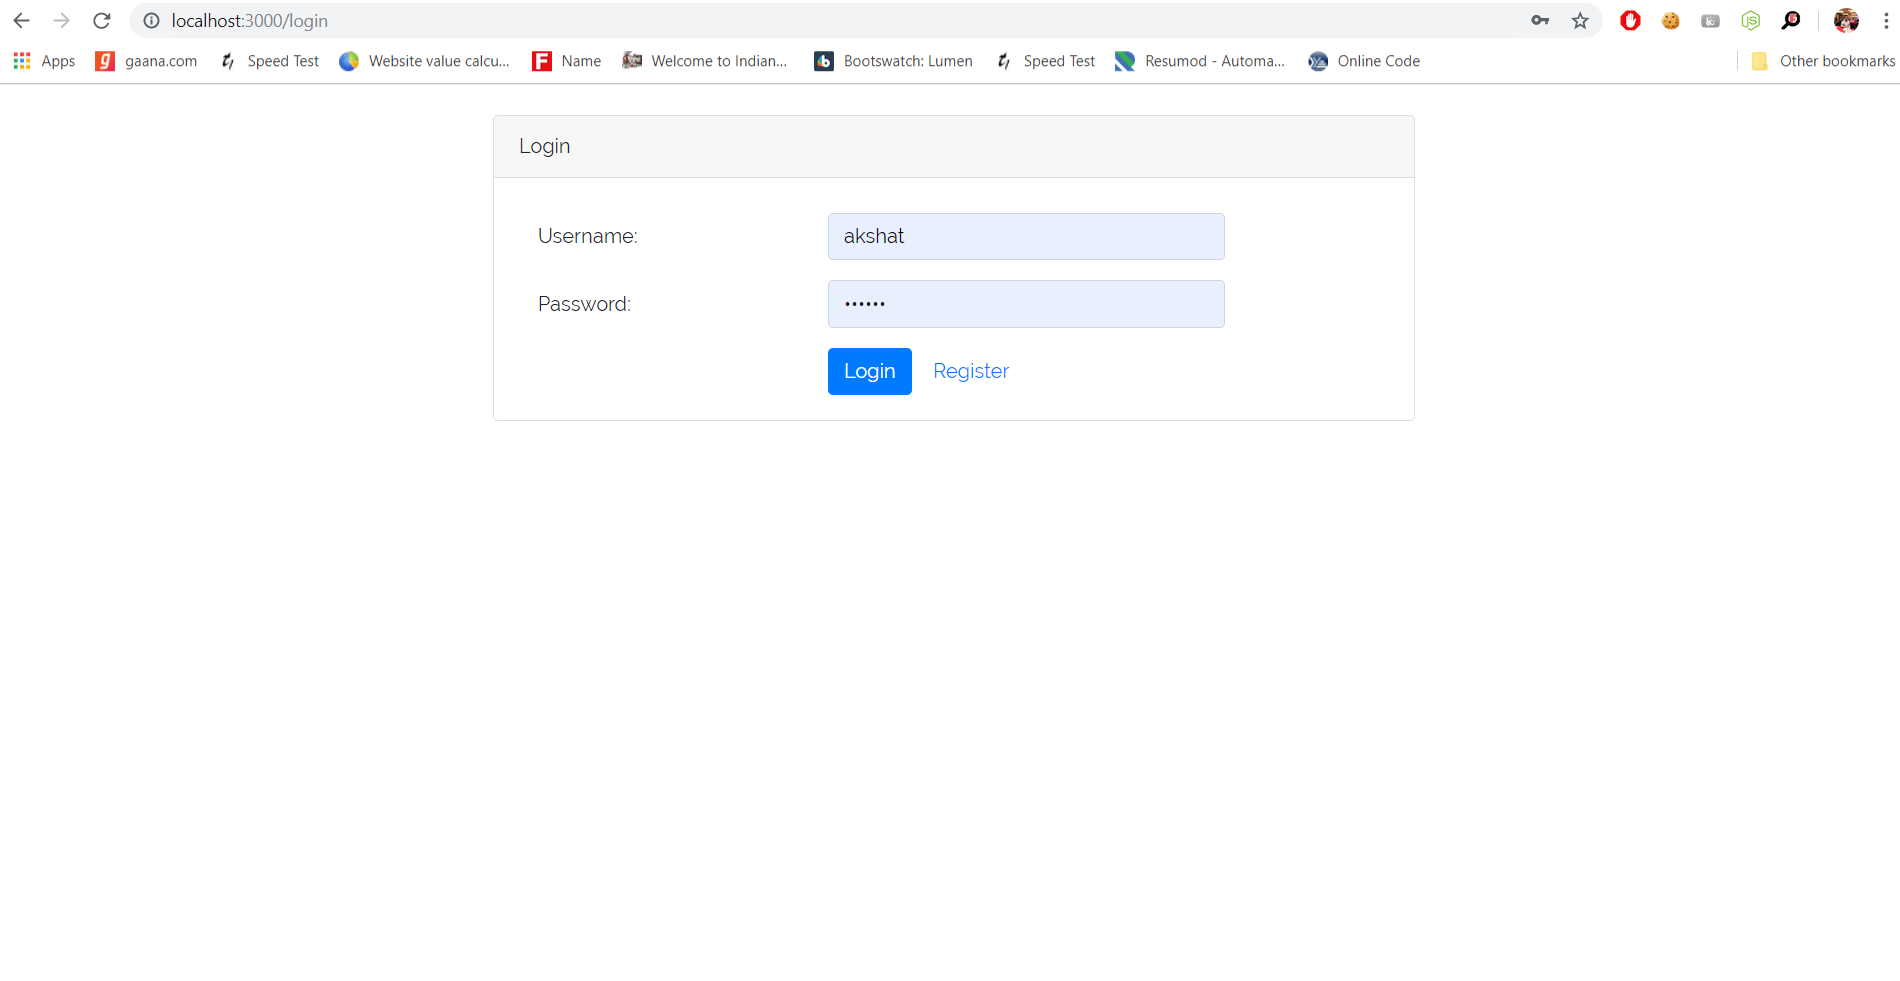 localhost:3000/login
Apps gaana.com Speed Test Website value calcu... Name Welcome to Indian... Bootswatch: Lumen Speed Test Resumod - Automa... Online Code Other bookmarks
Login
Username: akshat
Password: ••••••
Login Register